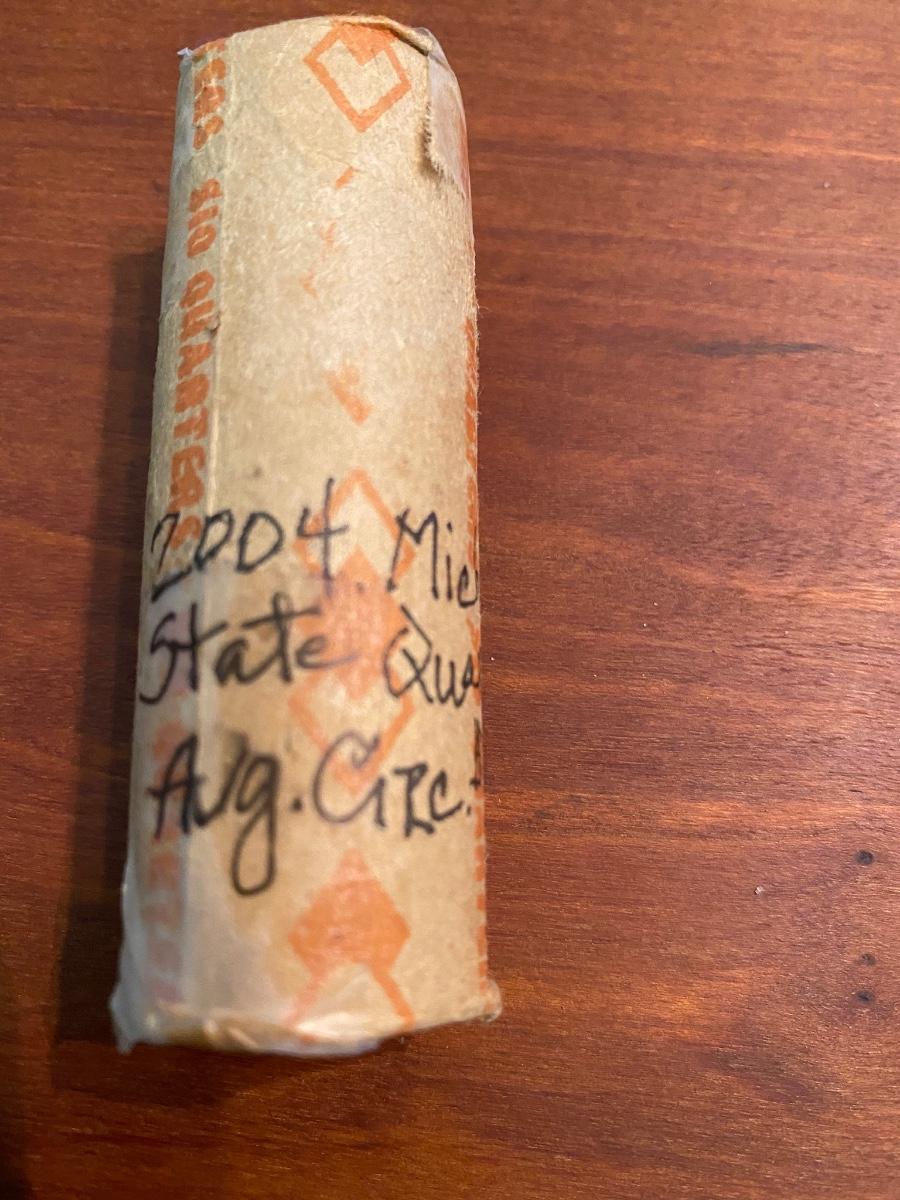 $10 QUARTERS
2004 Mic
State Qua
Avg. Circ.